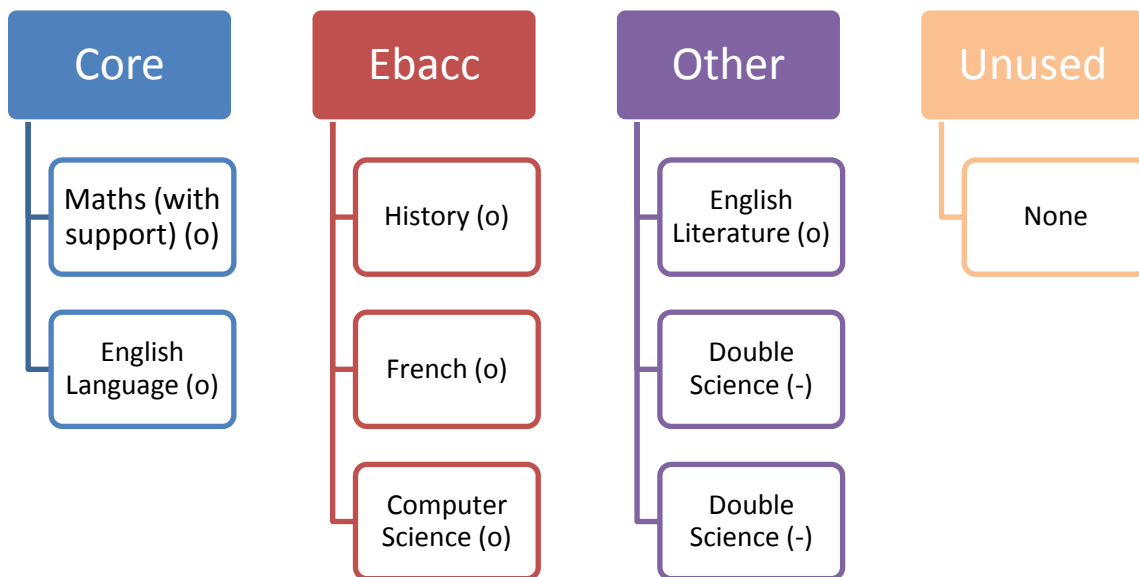 Core
Maths (with
support) (o)
English
Language (o)
Ebacc
History (o)
French (o)
Computer
Science (o)
Other
English
Literature (o)
Double
Science (-)
Double
Science (-)
Unused
None